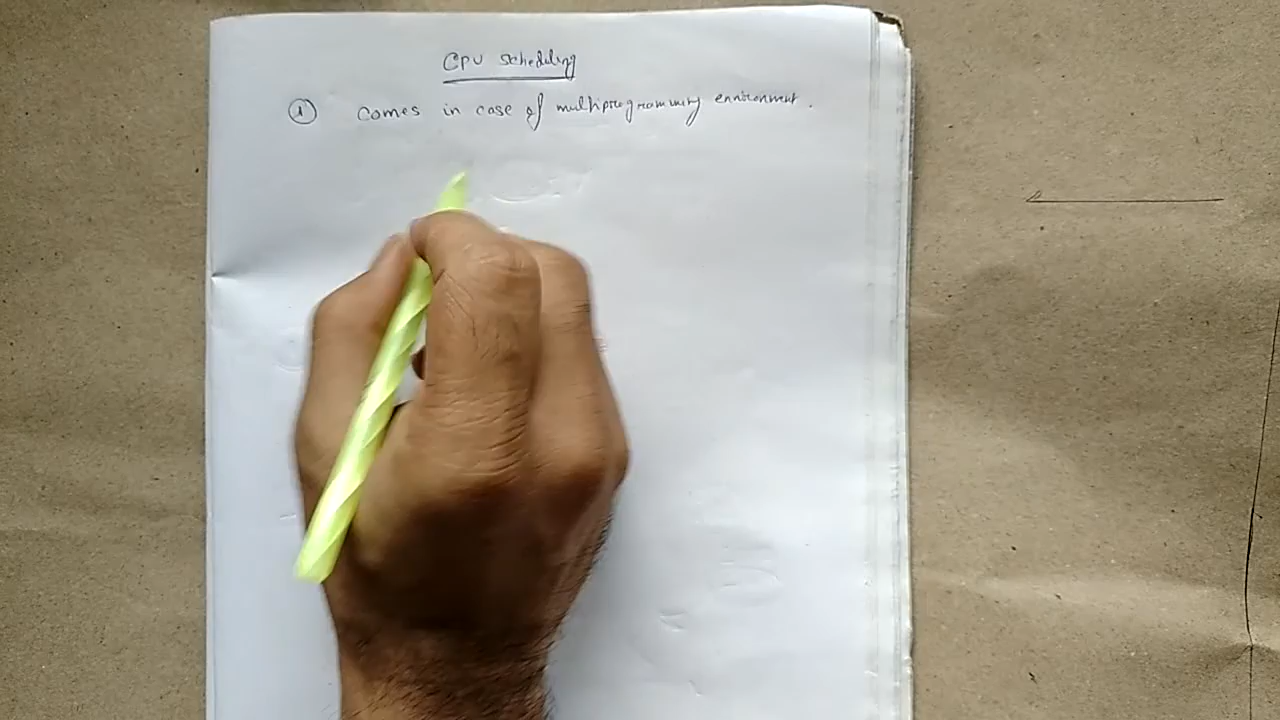 CPU Scheduling
1 Comes in case of multiprogramming environment.